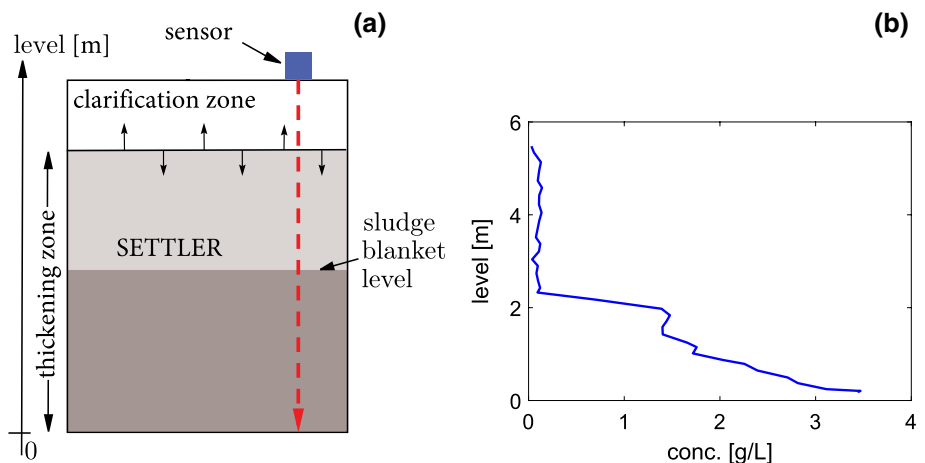 (a)
sensor
level [m]
clarification zone
thickening zone
SETTLER
sludge
blanket
level
0
(b)
6
4
2
0
level [m]
0
1
2
3
4
conc. [g/L]